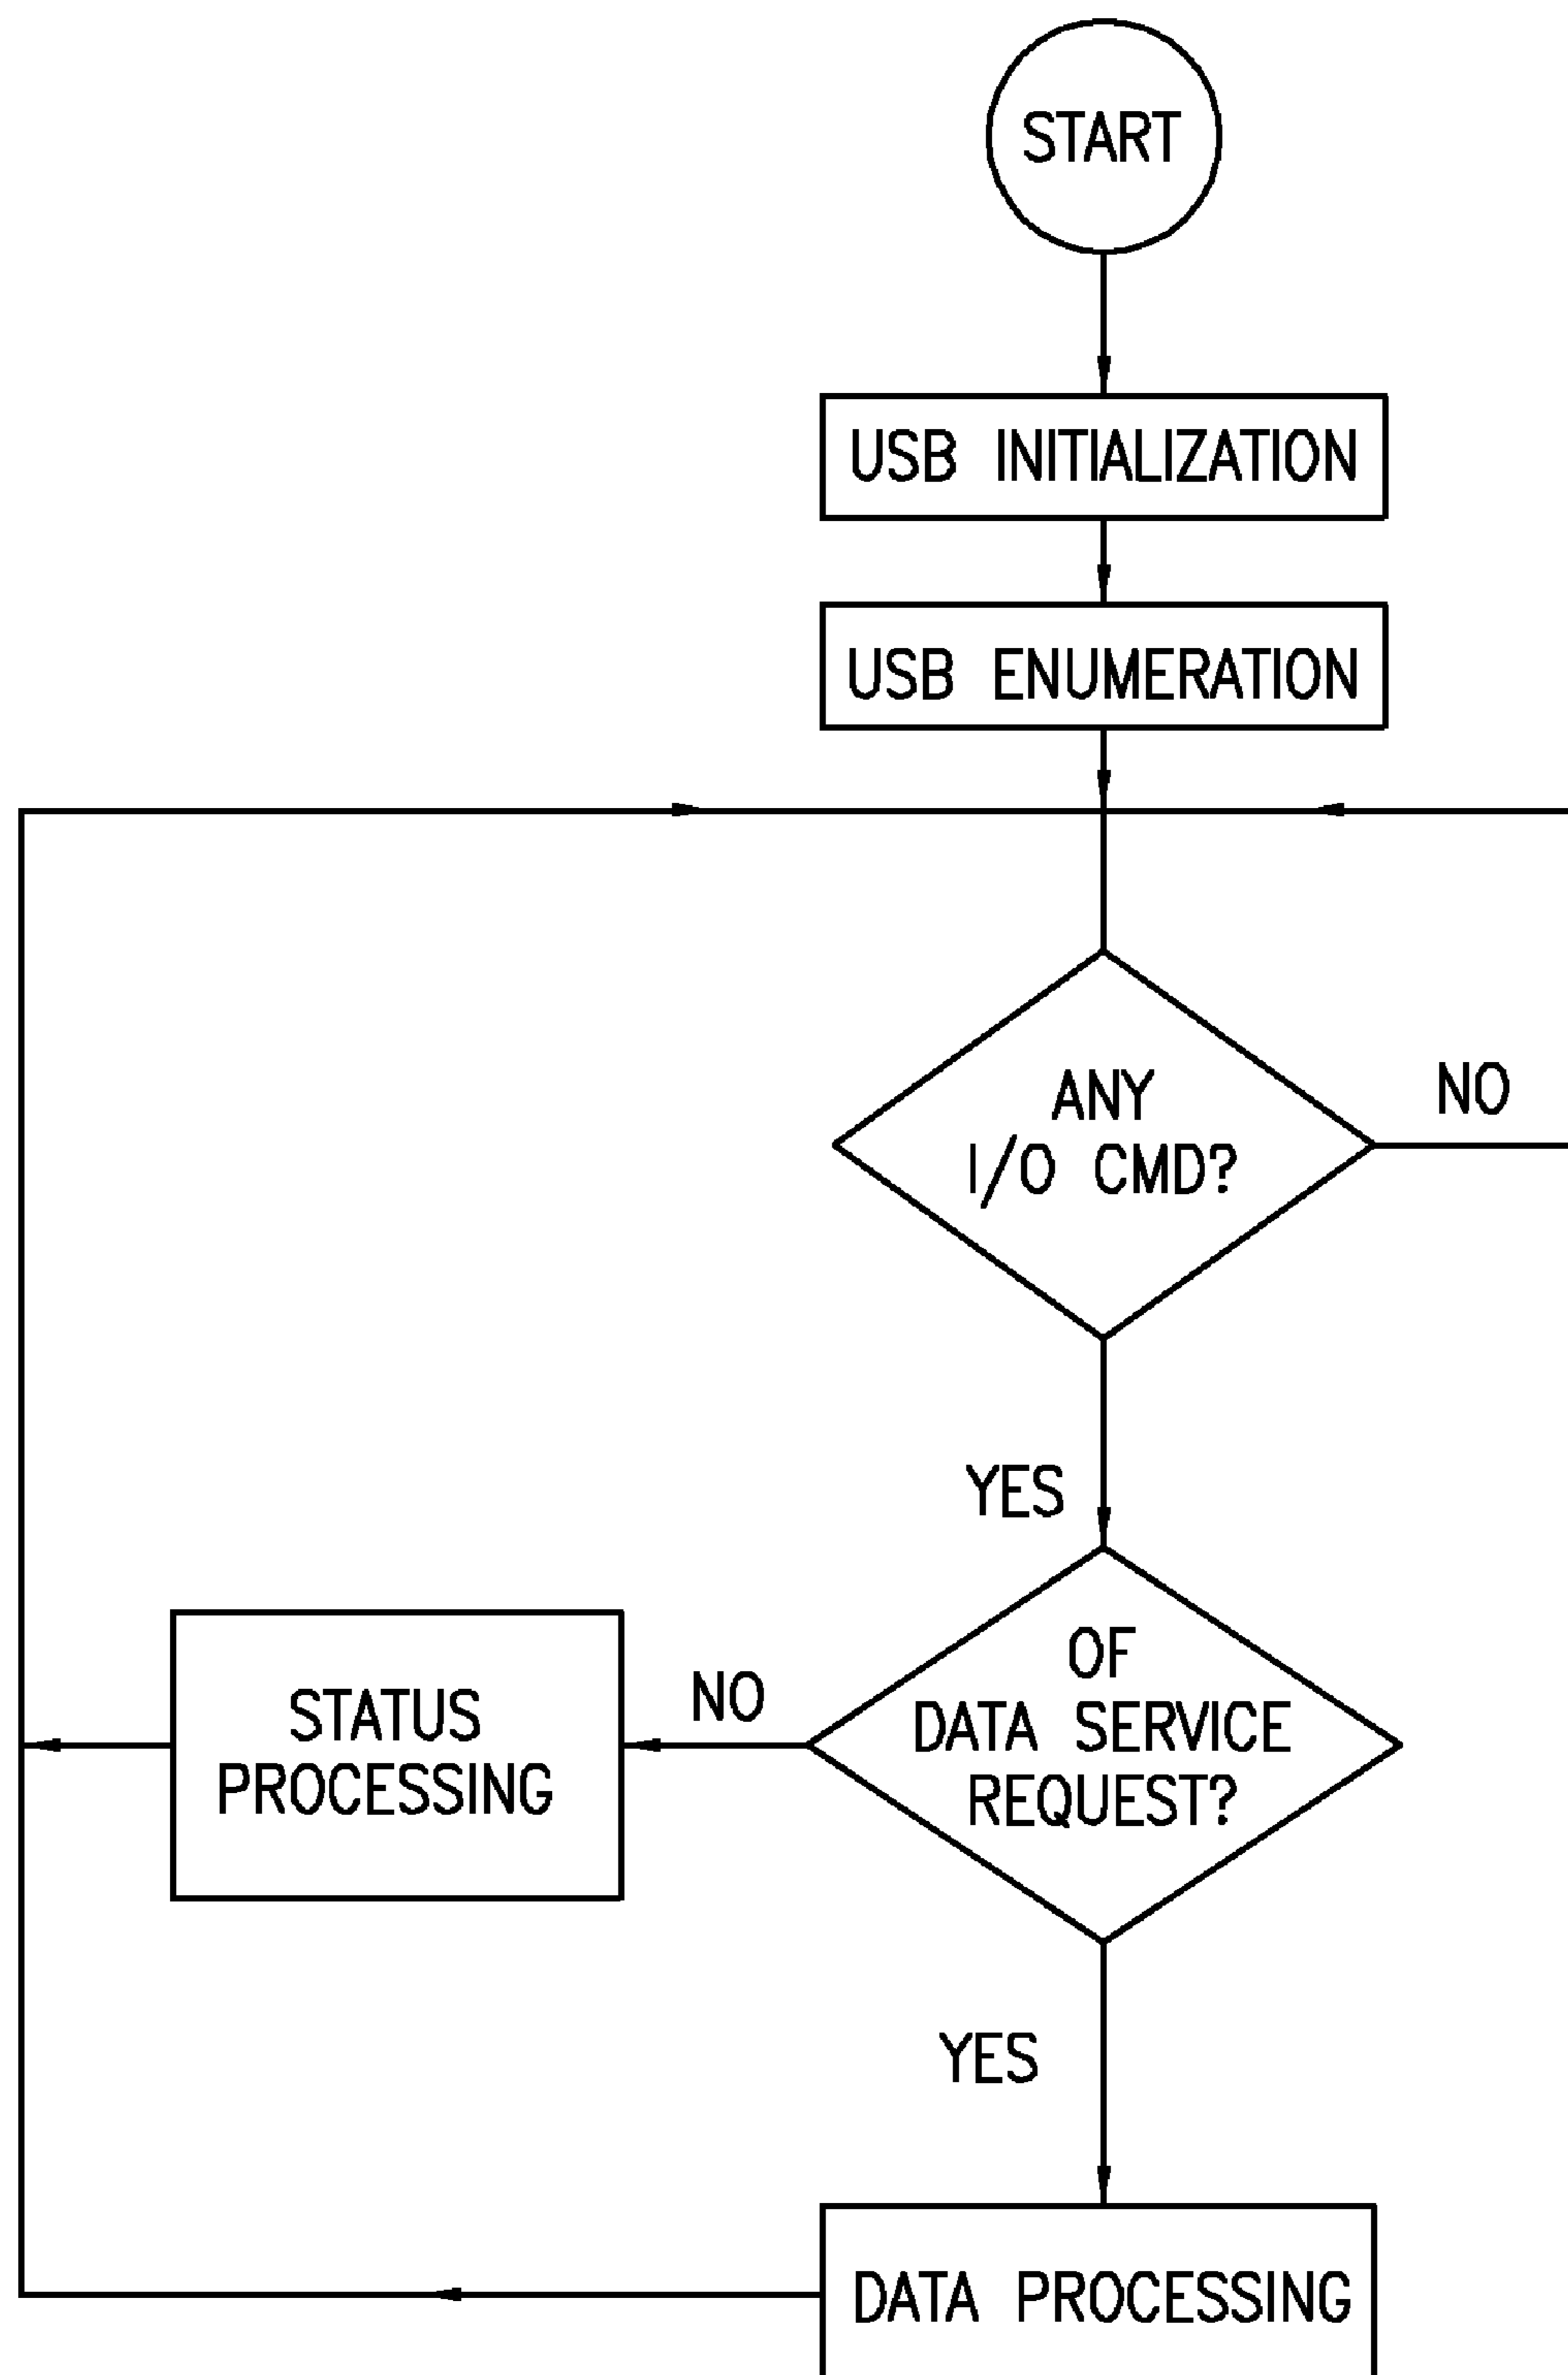 START
USB INITIALIZATION
USB ENUMERATION
ANY
I/O CMD?
NO
YES
OF
DATA SERVICE
REQUEST?
NO
STATUS
PROCESSING
YES
DATA PROCESSING